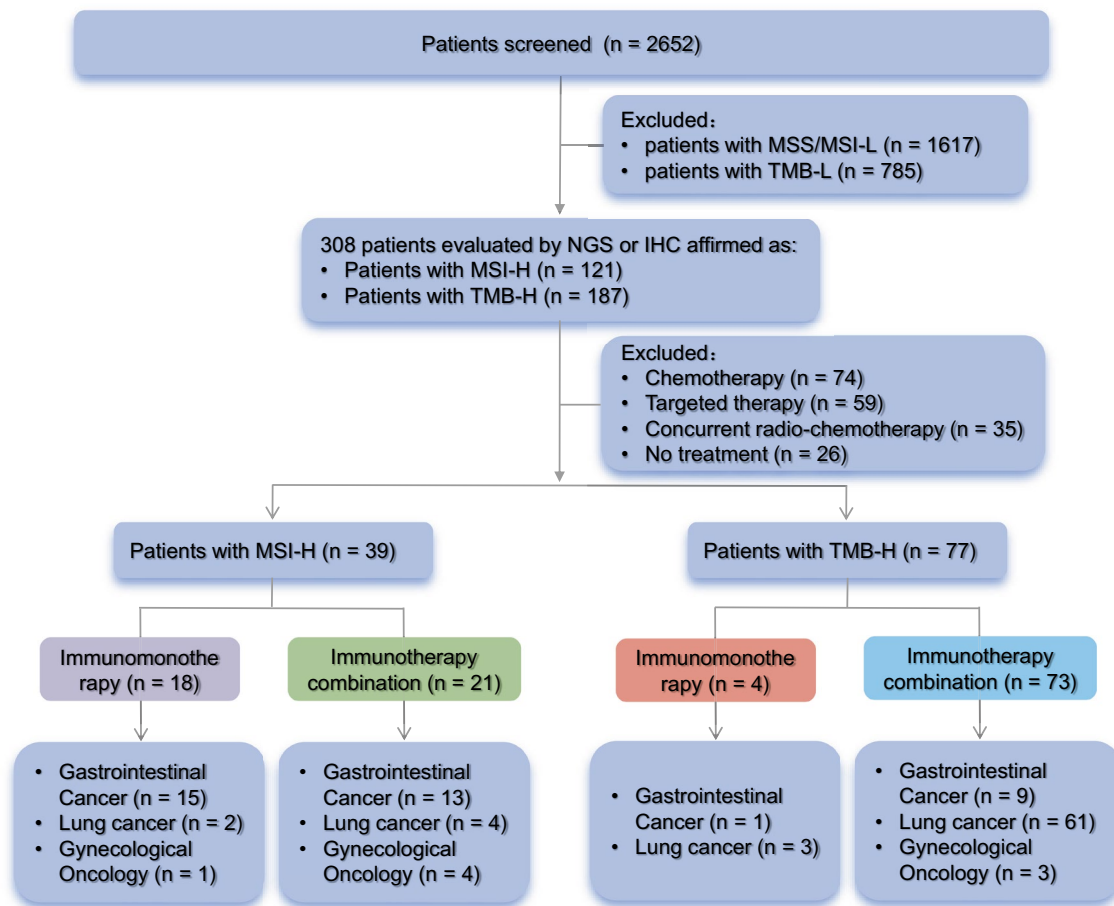 Patients screened (n = 2652)
Excluded：
• patients with MSS/MSI-L (n = 1617)
• patients with TMB-L (n = 785)
308 patients evaluated by NGS or IHC affirmed as:
• Patients with MSI-H (n = 121)
• Patients with TMB-H (n = 187)
Excluded：
• Chemotherapy (n = 74)
• Targeted therapy (n = 59)
• Concurrent radio-chemotherapy (n = 35)
• No treatment (n = 26)
Patients with MSI-H (n = 39)
Patients with TMB-H (n = 77)
Immunomonothe
rapy (n = 18)
Immunotherapy
combination (n = 21)
Immunomonothe
rapy (n = 4)
Immunotherapy
combination (n = 73)
• Gastrointestinal
Cancer (n = 15)
• Lung cancer (n = 2)
• Gynecological
Oncology (n = 1)
• Gastrointestinal
Cancer (n = 13)
• Lung cancer (n = 4)
• Gynecological
Oncology (n = 4)
• Gastrointestinal
Cancer (n = 1)
• Lung cancer (n = 3)
• Gastrointestinal
Cancer (n = 9)
• Lung cancer (n = 61)
• Gynecological
Oncology (n = 3)